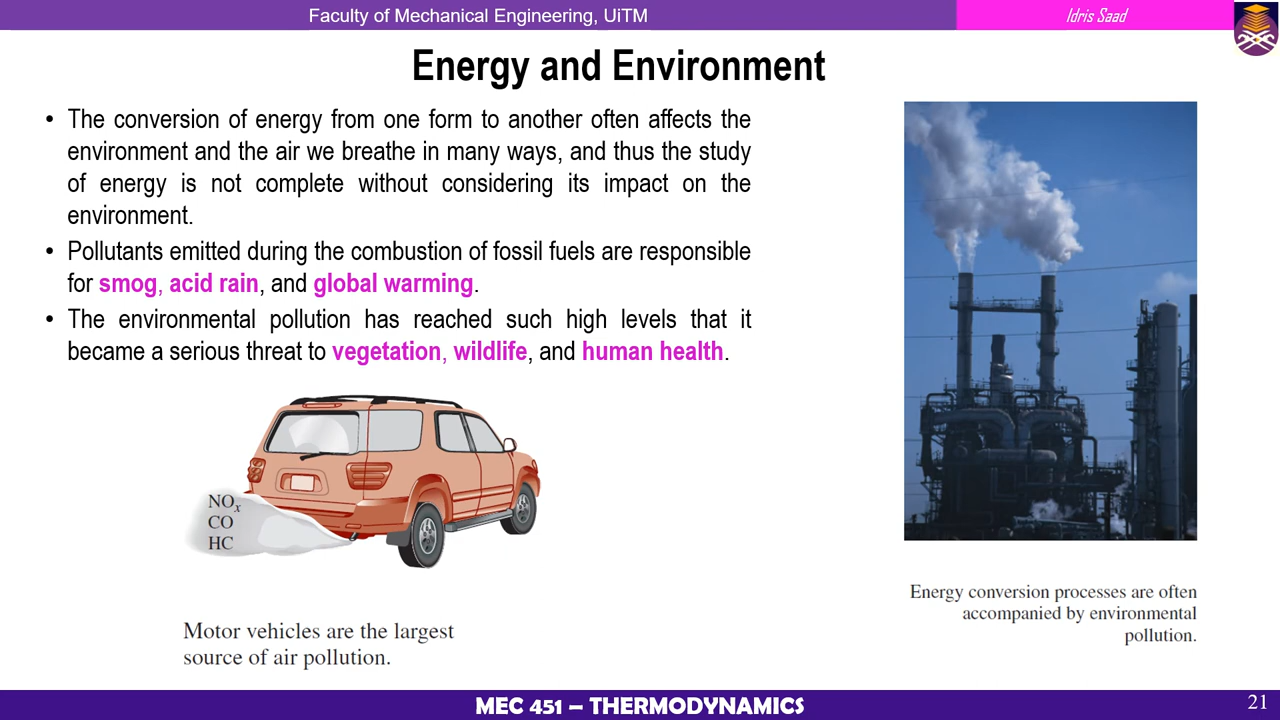 Faculty of Mechanical Engineering, UiTM
Idris Saad
Energy and Environment
• The conversion of energy from one form to another often affects the
environment and the air we breathe in many ways, and thus the study
of energy is not complete without considering its impact on the
environment.
• Pollutants emitted during the combustion of fossil fuels are responsible
for smog, acid rain, and global warming.
• The environmental pollution has reached such high levels that it
became a serious threat to vegetation, wildlife, and human health.
NOx
CO
HC
Motor vehicles are the largest
source of air pollution.
Energy conversion processes are often
accompanied by environmental
pollution.
MEC 451 – THERMODYNAMICS
21